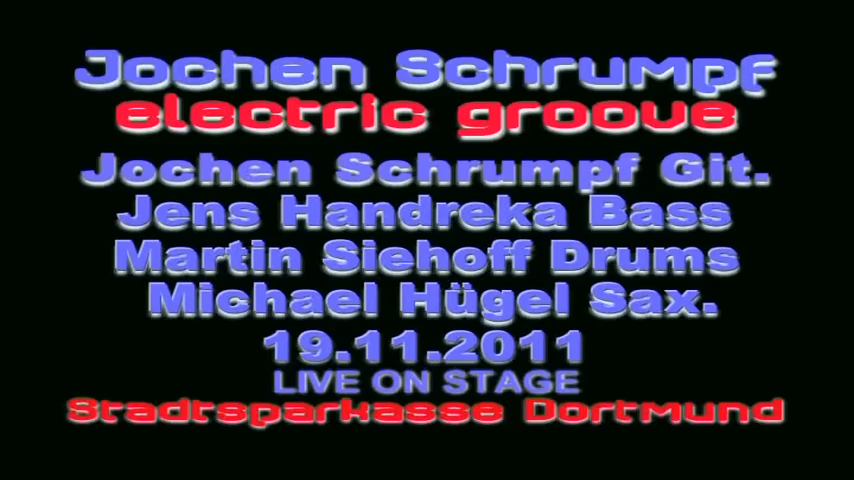 Jochen Schrumpf
electric groove
Jochen Schrumpf Git.
Jens Handreka Bass
Martin Siehoff Drums
Michael Hügel Sax.
19.11.2011
LIVE ON STAGE
Stadtsparkasse Dortmund